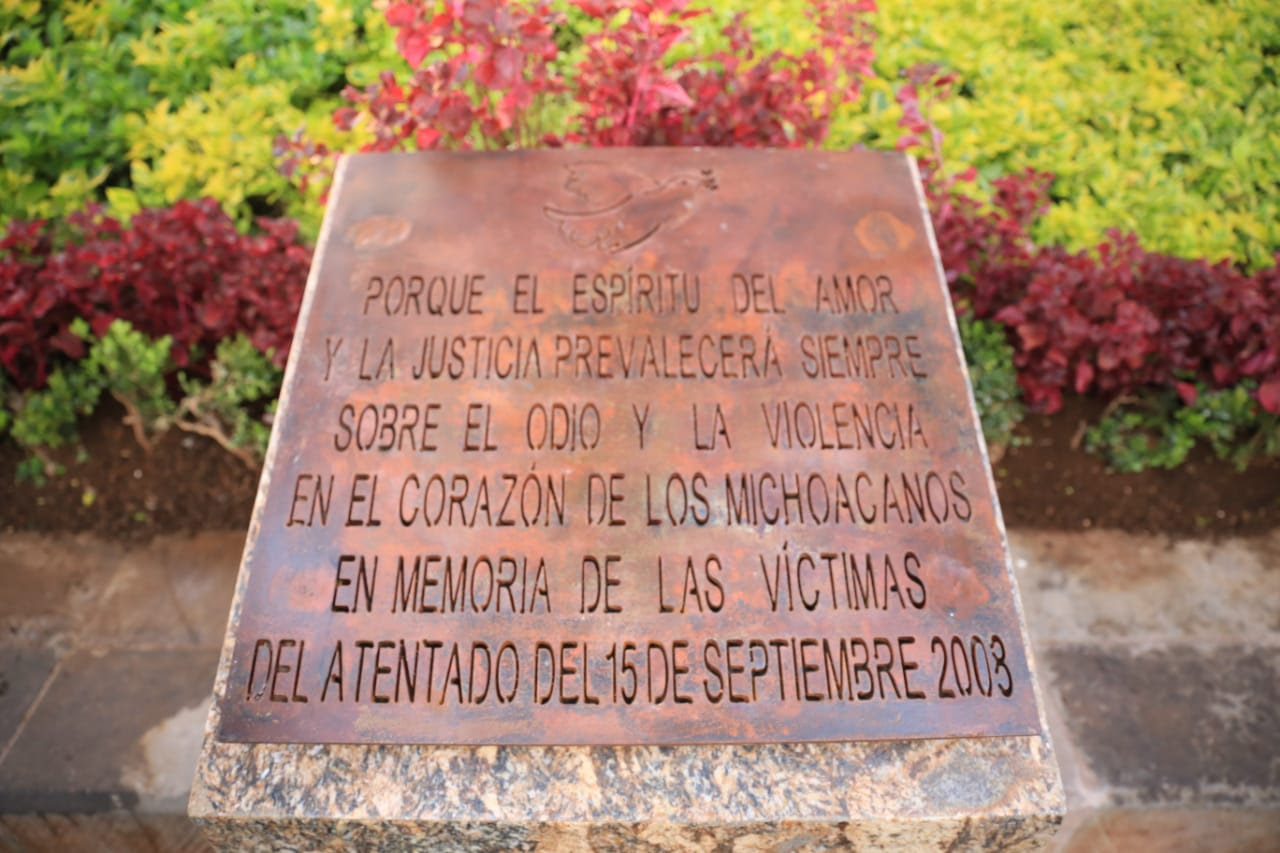 PORQUE EL ESPÍRITU DEL AMOR
Y LA JUSTICIA PREVALECERÁ SIEMPRE
SOBRE EL ODIO Y LA VIOLENCIA
EN EL CORAZÓN DE LOS MICHOACANOS
EN MEMORIA DE LAS VÍCTIMAS
DEL ATENTADO DEL 15 DE SEPTIEMBRE 2008